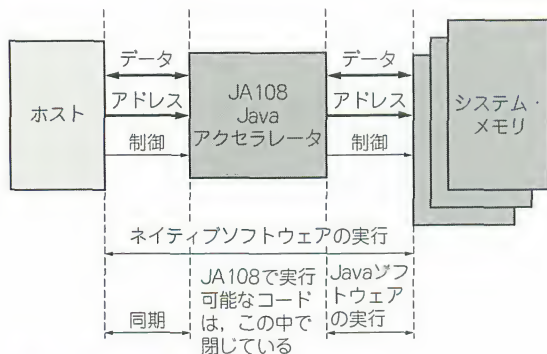 データ
データ
ホスト
アドレス
JA108
Java
アクセラレータ
アドレス
システム・
メモリ
制御
制御
ネイティブソフトウェアの実行
同期
JA108で実行
可能なコード
は，この中で
閉じている
Javaソフ
トウェア
の実行